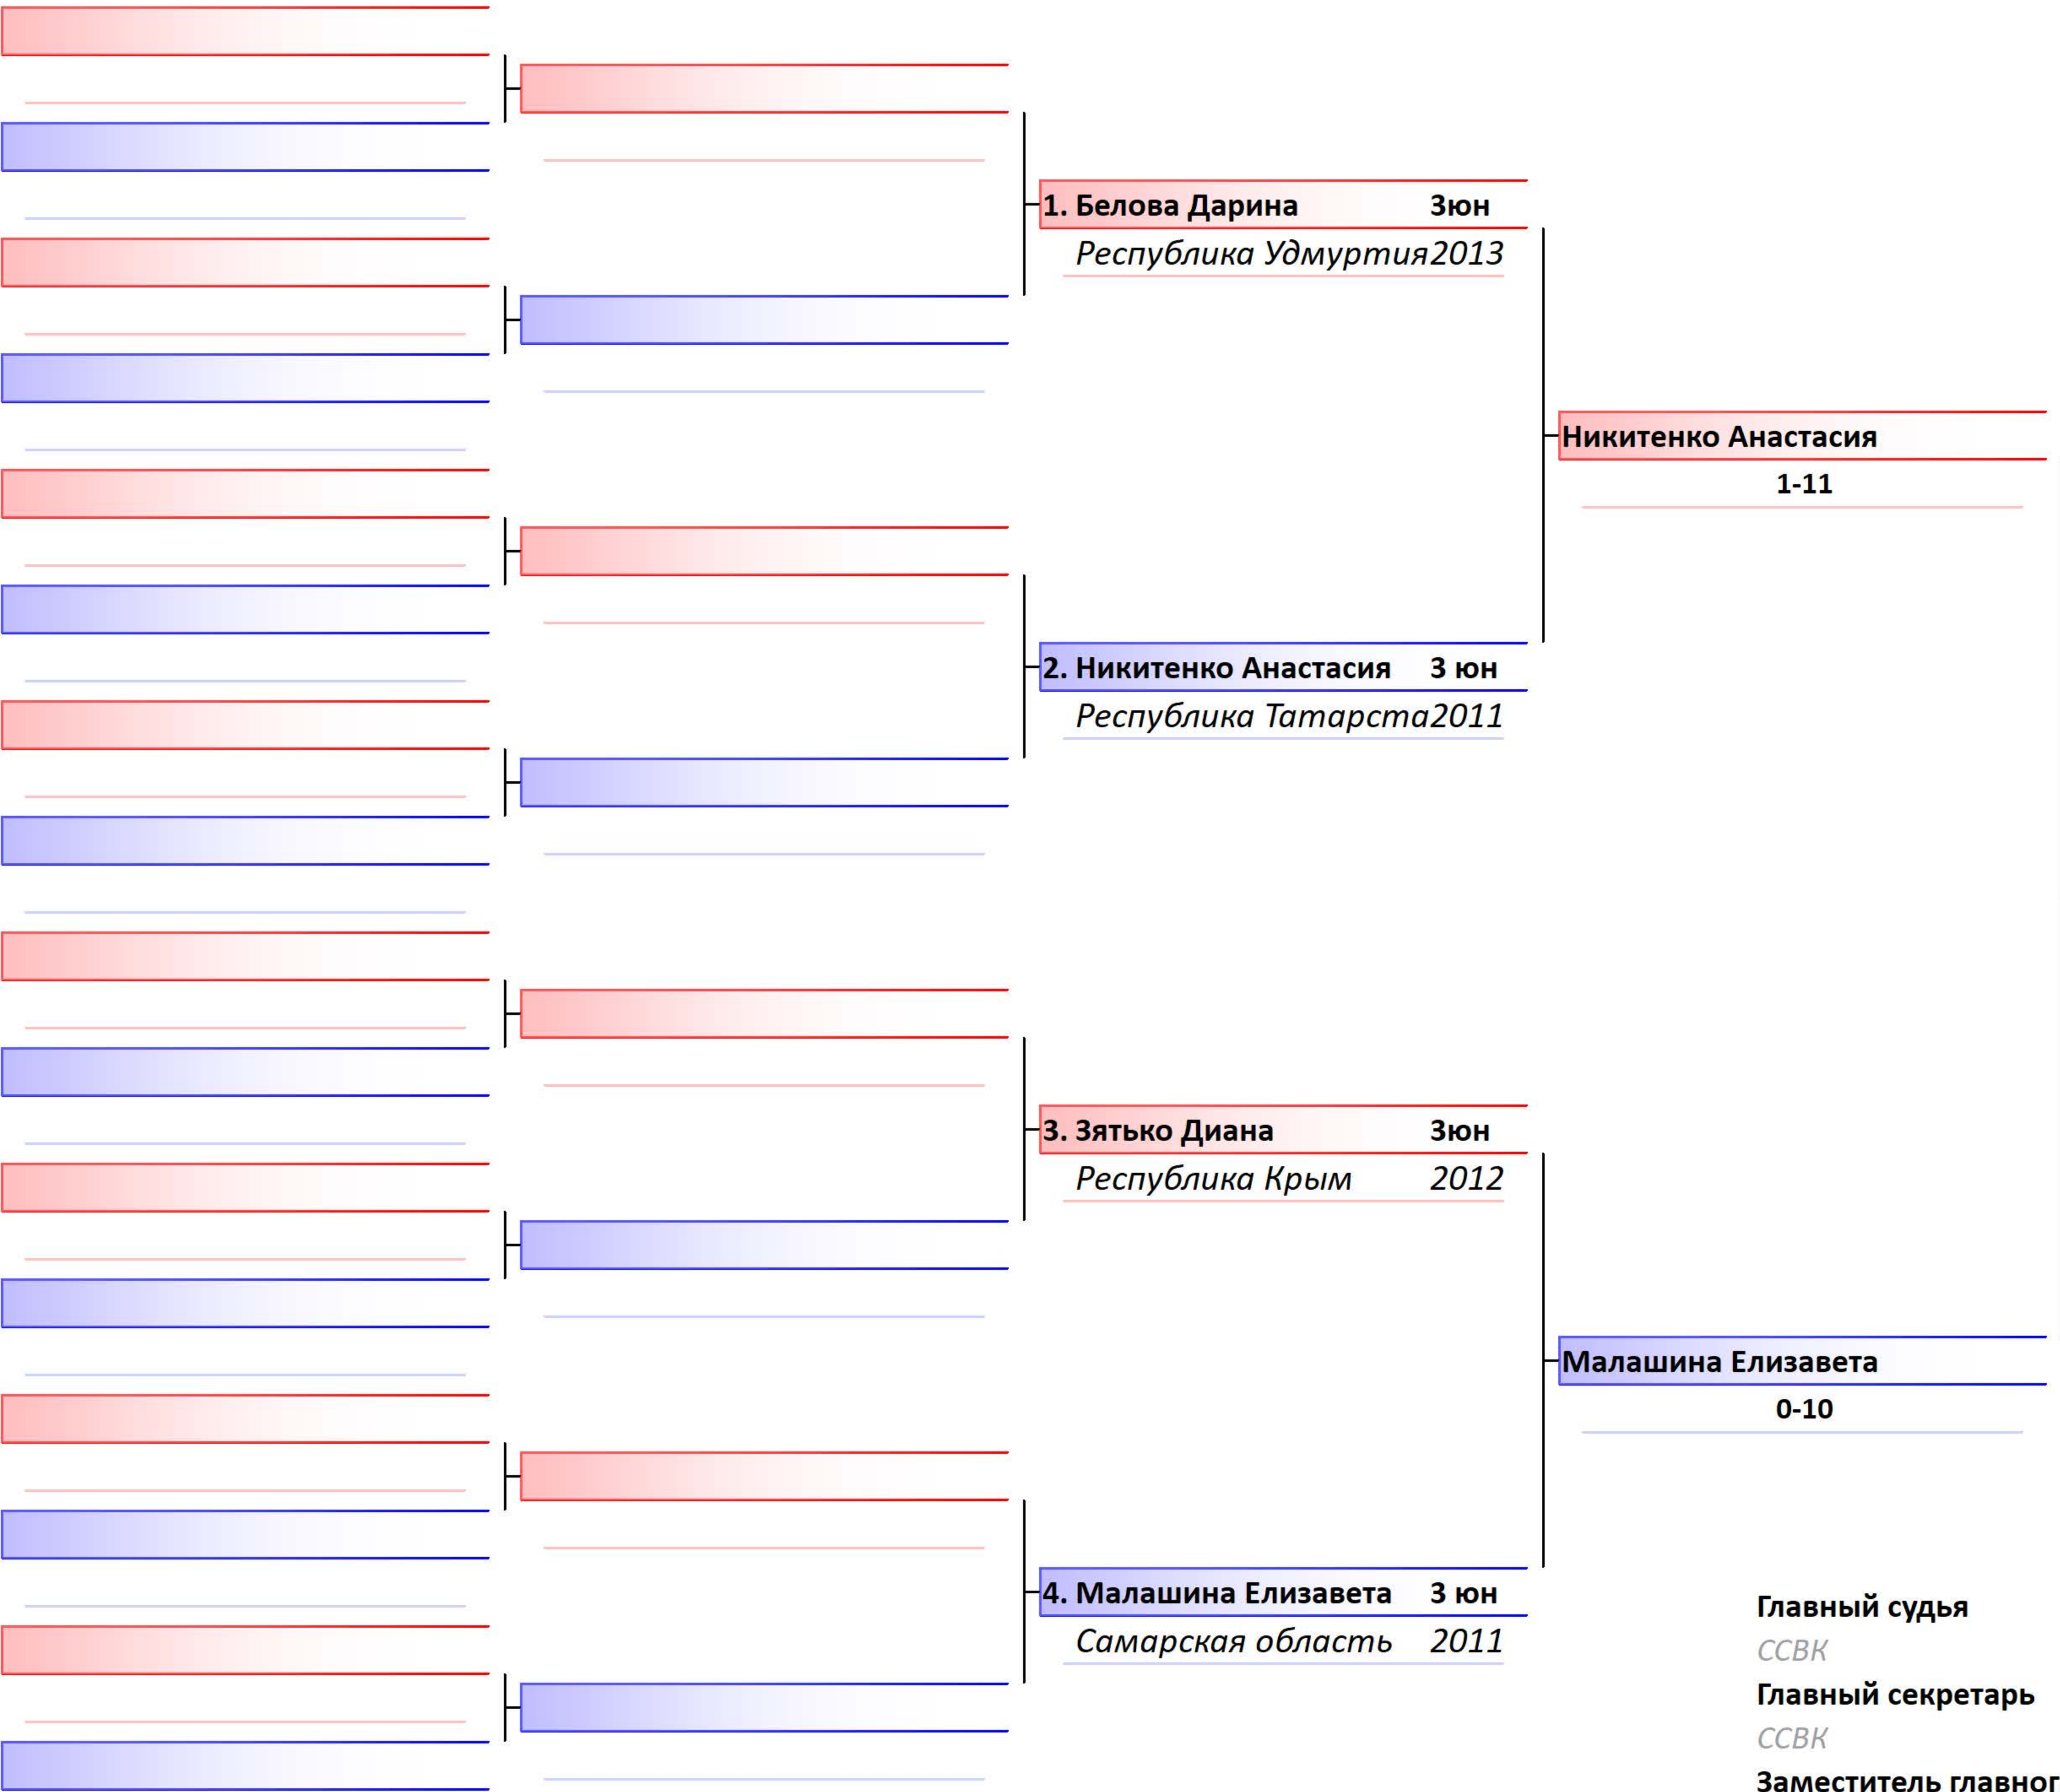 1. Белова Дарина 3юн
Республика Удмуртия2013
Никитенко Анастасия
1-11
2. Никитенко Анастасия 3 юн
Республика Татарста2011
3. Зятько Диана 3юн
Республика Крым 2012
Малашина Елизавета
0-10
4. Малашина Елизавета 3 юн
Самарская область 2011
Главный судья
ССВК
Главный секретарь
ССВК
Заместитель главног